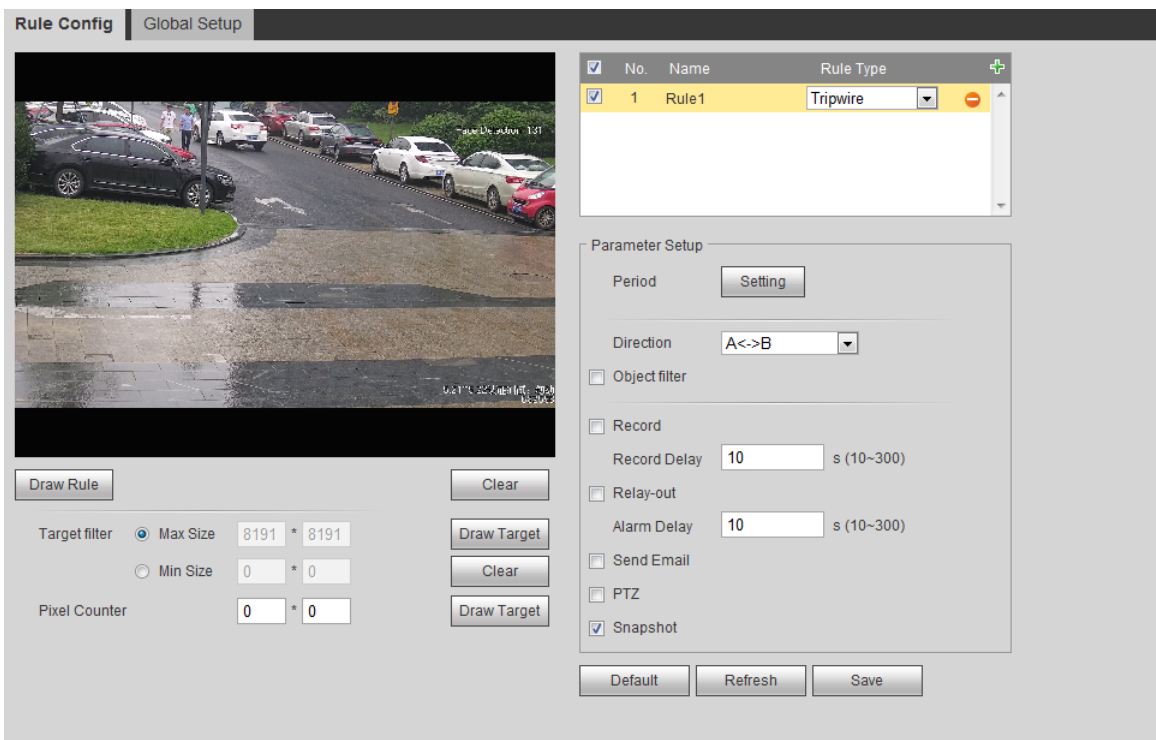 Rule Config
Global Setup
No. Name Rule Type
1 Rule1 Tripwire
Face Detection 131
Draw Rule
Clear
Target filter
Max Size 8191 * 8191
Draw Target
Min Size 0 * 0
Clear
Pixel Counter 0 * 0
Draw Target
Parameter Setup
Period Setting
Direction A<->B
Object filter
Record
Record Delay 10 s (10~300)
Relay-out
Alarm Delay 10 s (10~300)
Send Email
PTZ
Snapshot
Default
Refresh
Save